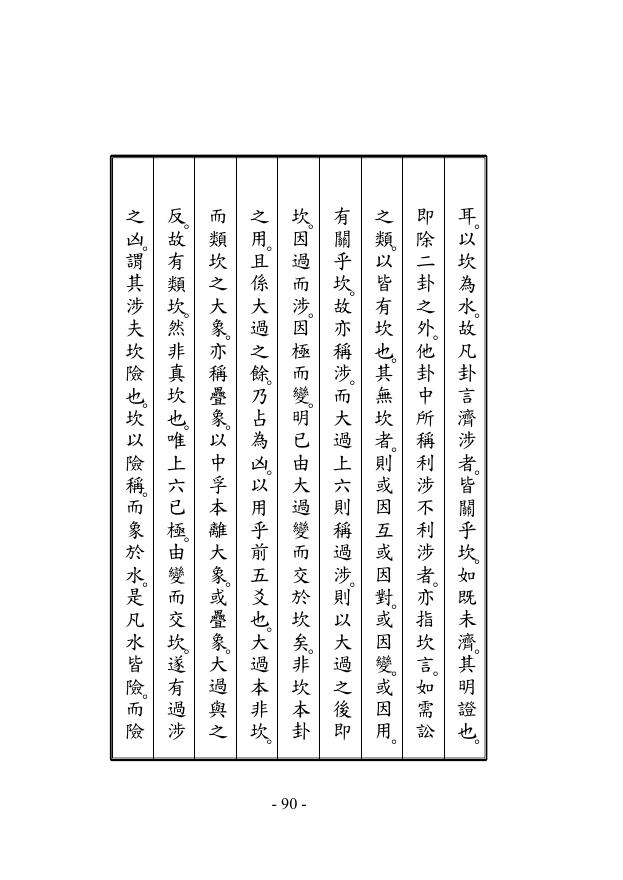 耳。以坎為水。故凡卦言濟涉者。皆關乎坎。如既未濟。其明證也。
即除二卦之外。他卦中所稱利涉不利涉者。亦指坎言。如需訟
之類。以皆有坎也。其無坎者。則或因互或因對。或因變。或因用。
有關乎坎。故亦稱涉。而大過上六則稱過涉。則以大過之後即
坎。因過而涉。因極而變。明已由大過變而交於坎矣。非坎本卦
之用。且係大過之餘。乃占為凶。以用乎前五爻也。大過本非坎。
而類坎之大象。亦稱疊象。以中孚本離大象。或疊象。大過與之
反。故有類坎。然非真坎也。唯上六已極。由變而交坎。遂有過涉
之凶。謂其涉夫坎險也。坎以險稱。而象於水。是凡水皆險。而險
- 90 -